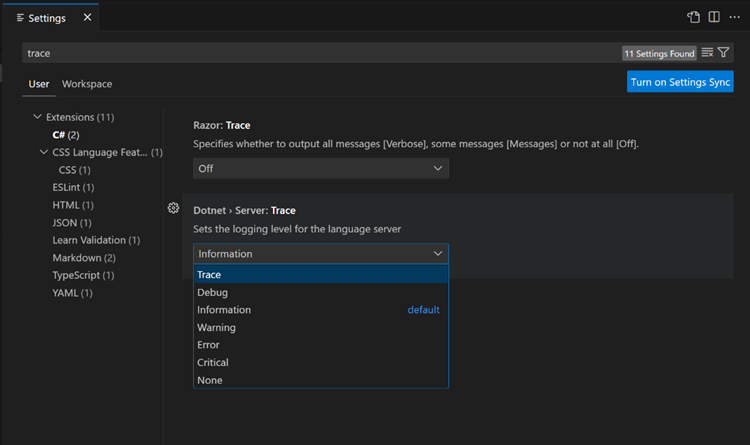 Settings
trace
11 Settings Found
User
Workspace
Turn on Settings Sync
Extensions (11)
C# (2)
CSS Language Feat... (1)
CSS (1)
ESLint (1)
HTML (1)
JSON (1)
Learn Validation (1)
Markdown (2)
TypeScript (1)
YAML (1)
Razor: Trace
Specifies whether to output all messages [Verbose], some messages [Messages] or not at all [Off].
Off
Dotnet › Server: Trace
Sets the logging level for the language server
Information
Trace
Debug
Information default
Warning
Error
Critical
None